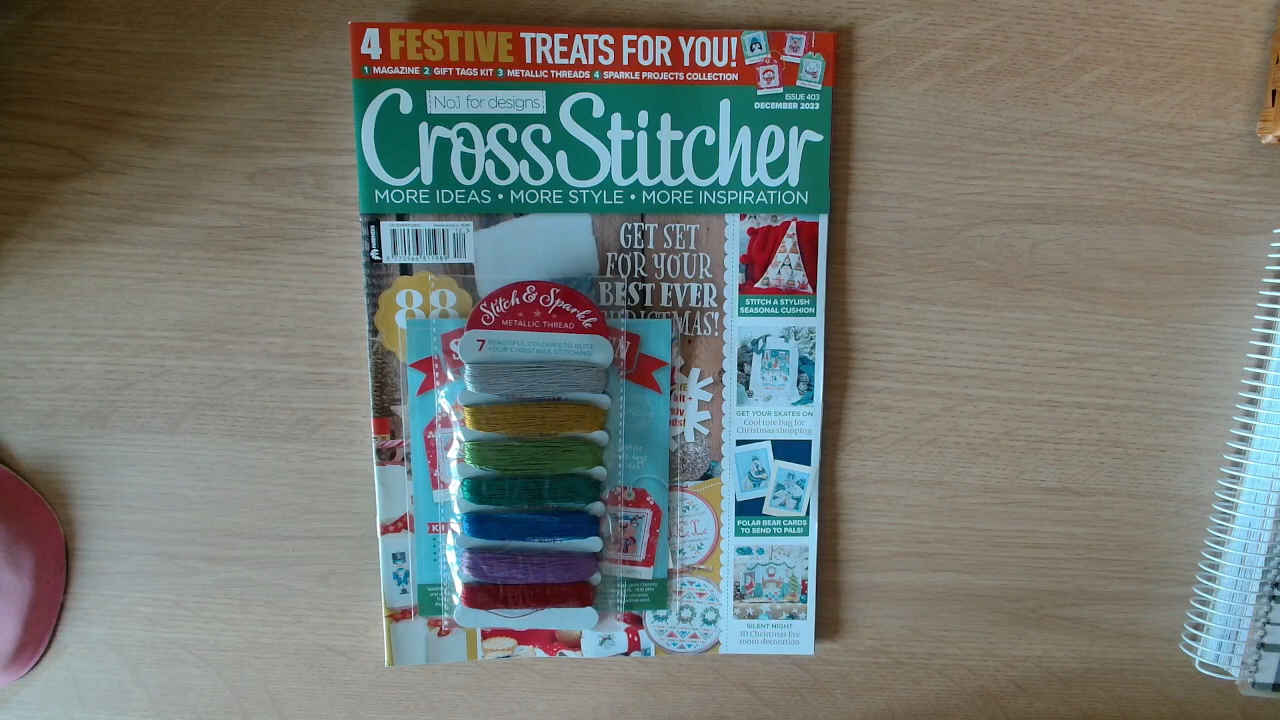 4 FESTIVE TREATS FOR YOU!
1 MAGAZINE 2 GIFT TAGS KIT 3 METALLIC THREADS 4 SPARKLE PROJECTS COLLECTION
ISSUE 403
DECEMBER 2023
No.1 for designs
CrossStitcher
MORE IDEAS • MORE STYLE • MORE INSPIRATION
GET SET
FOR YOUR
BEST EVER
88
Stitch & Sparkle
METALLIC THREAD
7 BEAUTIFUL COLOURS TO GLITZ
YOUR CHRISTMAS STITCHING!
STITCH A STYLISH
SEASONAL CUSHION
GET YOUR SKATES ON
Cool tote bag for
Christmas shopping
POLAR BEAR CARDS
TO SEND TO PALS!
SILENT NIGHT
3D Christmas Eve
room decoration